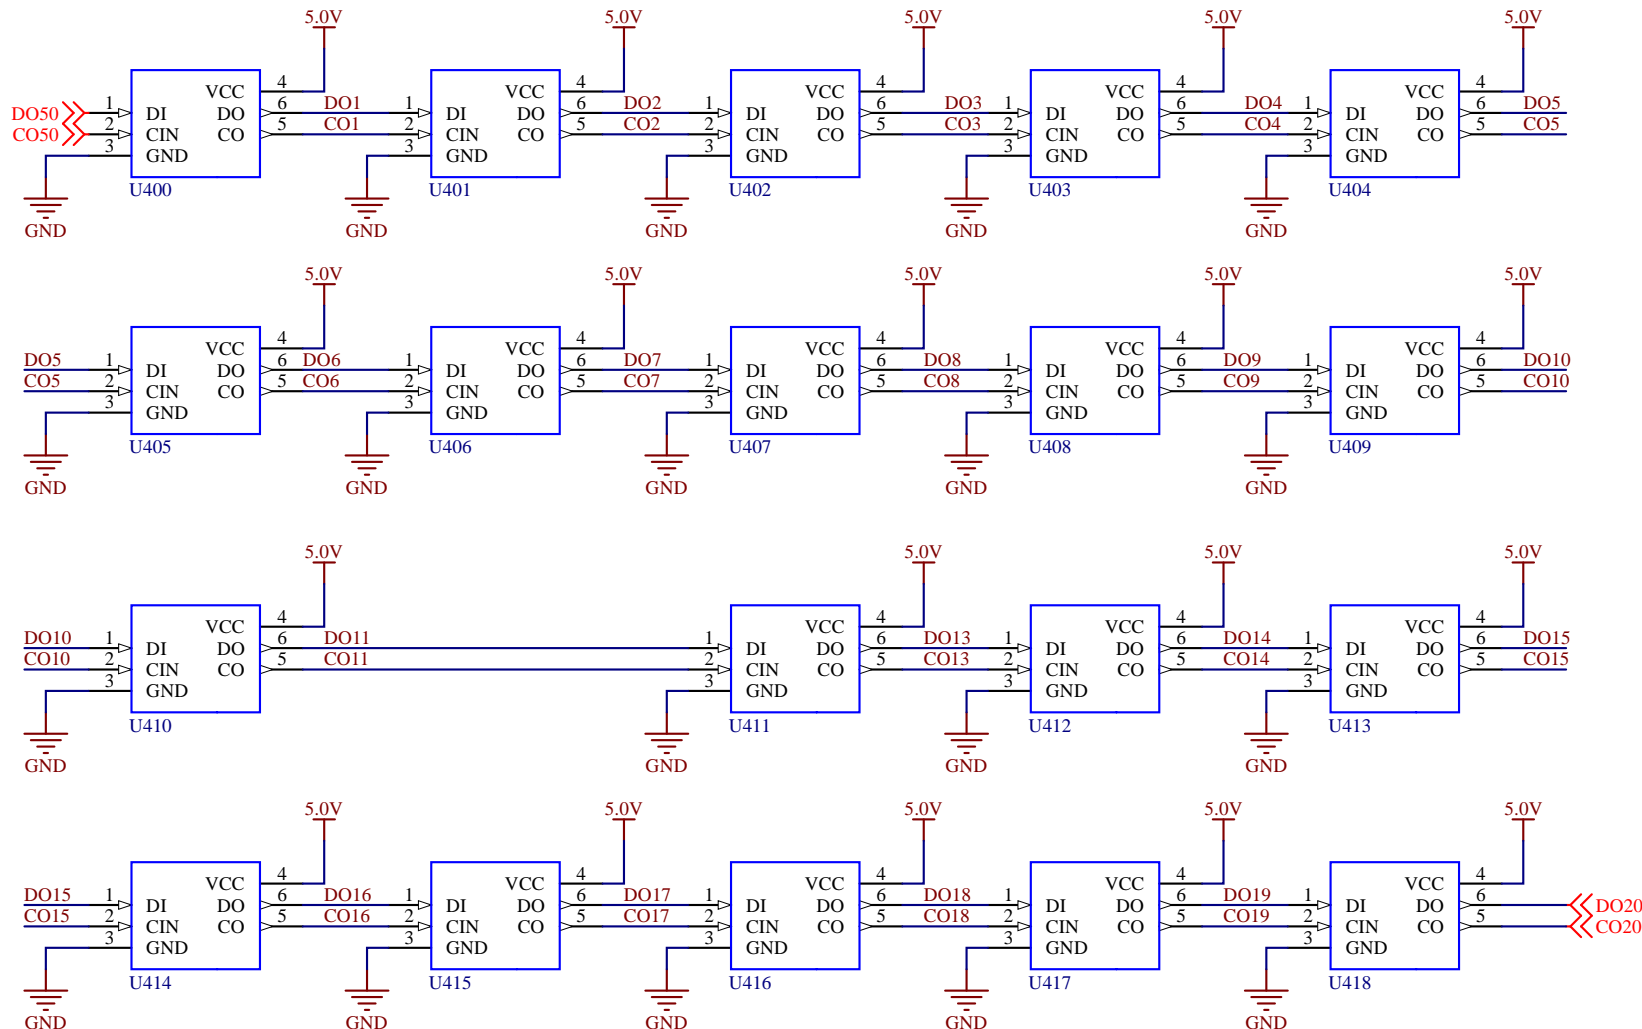 5.0V 5.0V 5.0V 5.0V 5.0V
VCC 4 VCC 4 VCC 4 VCC 4 VCC 4
DO50 1 DI DO 6 DO1 1 DI DO 6 DO2 1 DI DO 6 DO3 1 DI DO 6 DO4 1 DI DO 6 DO5
CO50 2 CIN CO 5 CO1 2 CIN CO 5 CO2 2 CIN CO 5 CO3 2 CIN CO 5 CO4 2 CIN CO 5 CO5
3 GND 3 GND 3 GND 3 GND 3 GND
U400 U401 U402 U403 U404
GND GND GND GND GND
5.0V 5.0V 5.0V 5.0V 5.0V
VCC 4 VCC 4 VCC 4 VCC 4 VCC 4
DO5 1 DI DO 6 DO6 1 DI DO 6 DO7 1 DI DO 6 DO8 1 DI DO 6 DO9 1 DI DO 6 DO10
CO5 2 CIN CO 5 CO6 2 CIN CO 5 CO7 2 CIN CO 5 CO8 2 CIN CO 5 CO9 2 CIN CO 5 CO10
3 GND 3 GND 3 GND 3 GND 3 GND
U405 U406 U407 U408 U409
GND GND GND GND GND
5.0V 5.0V 5.0V 5.0V
VCC 4 VCC 4 VCC 4 VCC 4
DO10 1 DI DO 6 DO11 1 DI DO 6 DO13 1 DI DO 6 DO14 1 DI DO 6 DO15
CO10 2 CIN CO 5 CO11 2 CIN CO 5 CO13 2 CIN CO 5 CO14 2 CIN CO 5 CO15
3 GND 3 GND 3 GND 3 GND
U410 U411 U412 U413
GND GND GND GND
5.0V 5.0V 5.0V 5.0V 5.0V
VCC 4 VCC 4 VCC 4 VCC 4 VCC 4
DO15 1 DI DO 6 DO16 1 DI DO 6 DO17 1 DI DO 6 DO18 1 DI DO 6 DO19 1 DI DO 6 DO20
CO15 2 CIN CO 5 CO16 2 CIN CO 5 CO17 2 CIN CO 5 CO18 2 CIN CO 5 CO19 2 CIN CO 5 CO20
3 GND 3 GND 3 GND 3 GND 3 GND
U414 U415 U416 U417 U418
GND GND GND GND GND